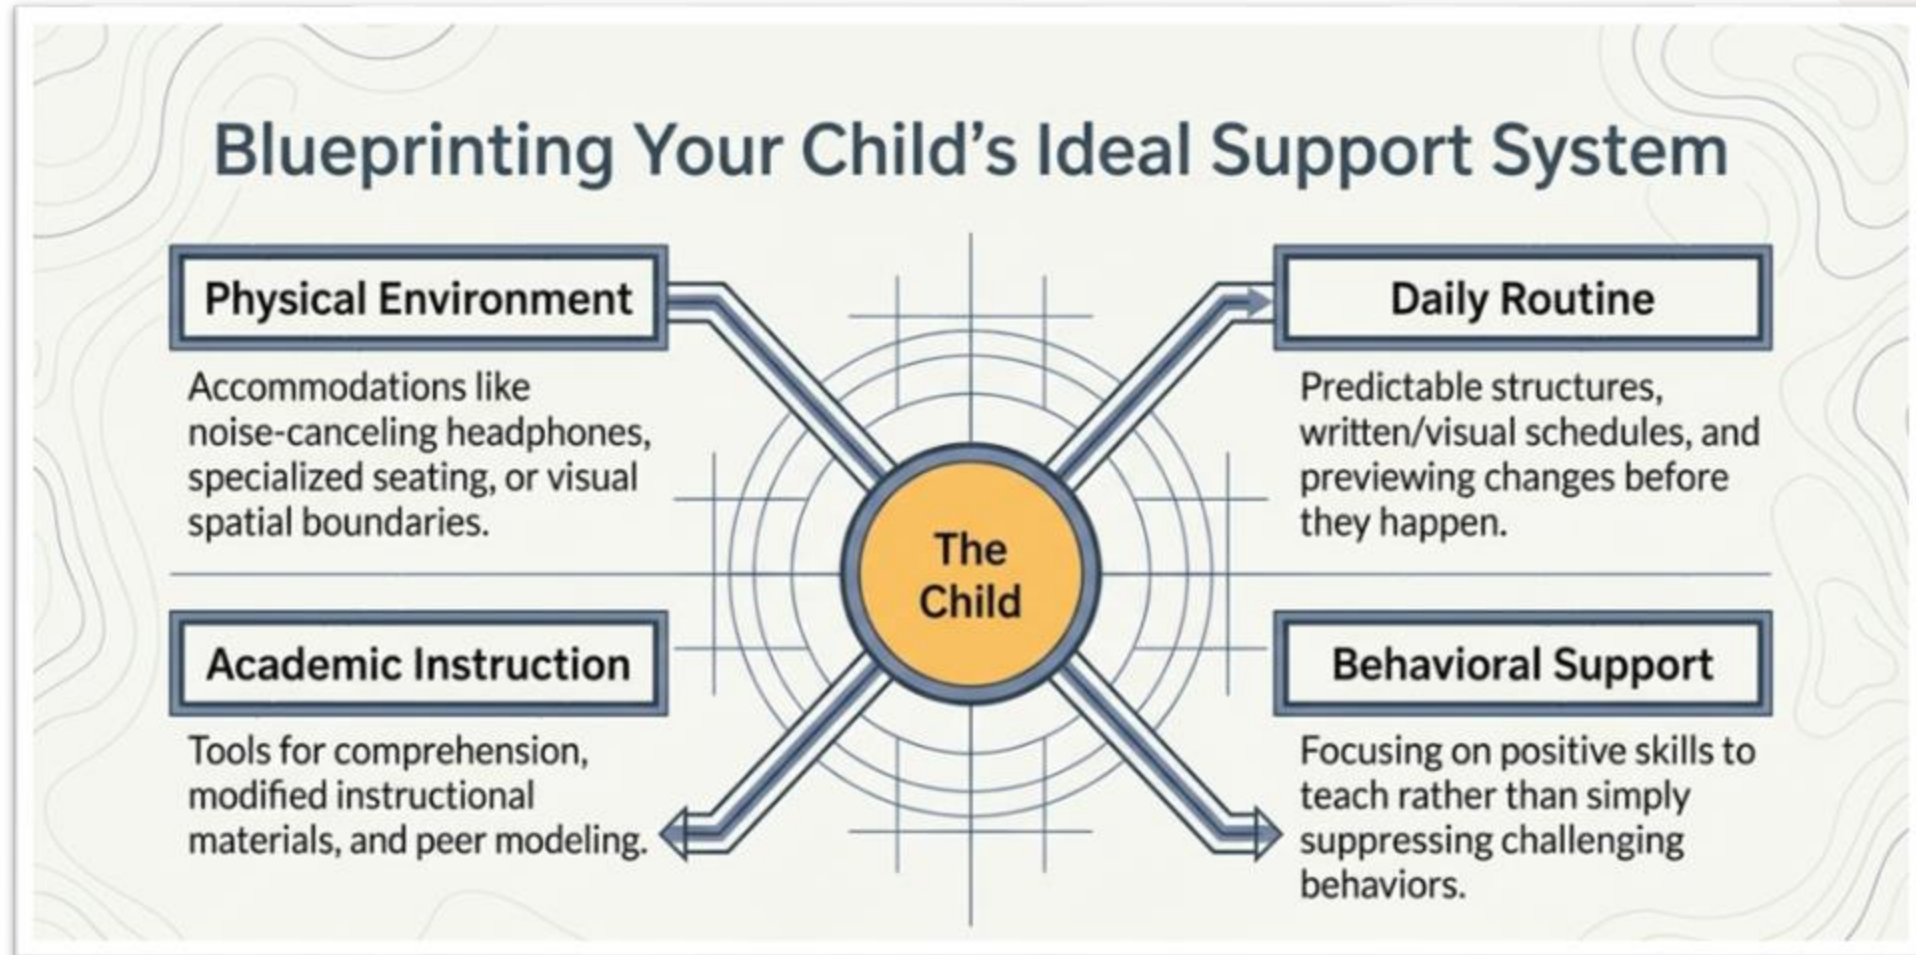 Blueprinting Your Child's Ideal Support System
Physical Environment
Accommodations like
noise-canceling headphones,
specialized seating, or visual
spatial boundaries.
Daily Routine
Predictable structures,
written/visual schedules, and
previewing changes before
they happen.
The
Child
Academic Instruction
Tools for comprehension,
modified instructional
materials, and peer modeling.
Behavioral Support
Focusing on positive skills to
teach rather than simply
suppressing challenging
behaviors.